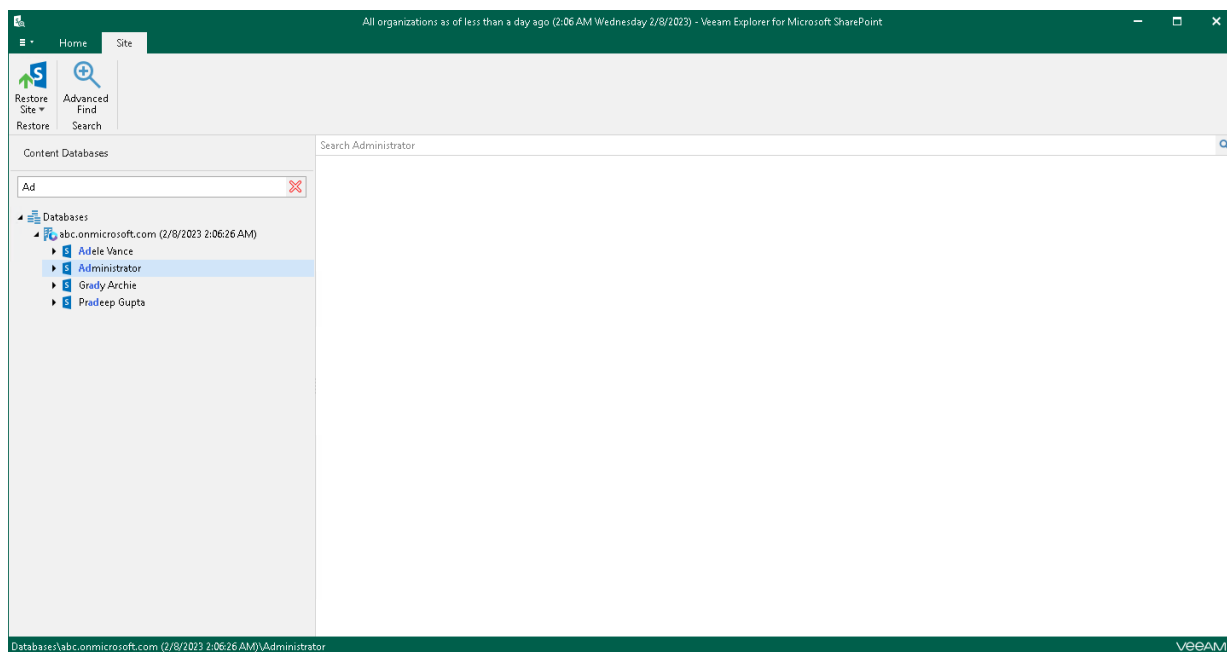 All organizations as of less than a day ago (2:06 AM Wednesday 2/8/2023) - Veeam Explorer for Microsoft SharePoint
Home Site
Restore Site
Advanced Find
Restore Search
Content Databases
Search Administrator
Ad
Databases
abc.onmicrosoft.com (2/8/2023 2:06:26 AM)
Adele Vance
Administrator
Grady Archie
Pradeep Gupta
Databases\abc.onmicrosoft.com (2/8/2023 2:06:26 AM)\Administrator
veeam